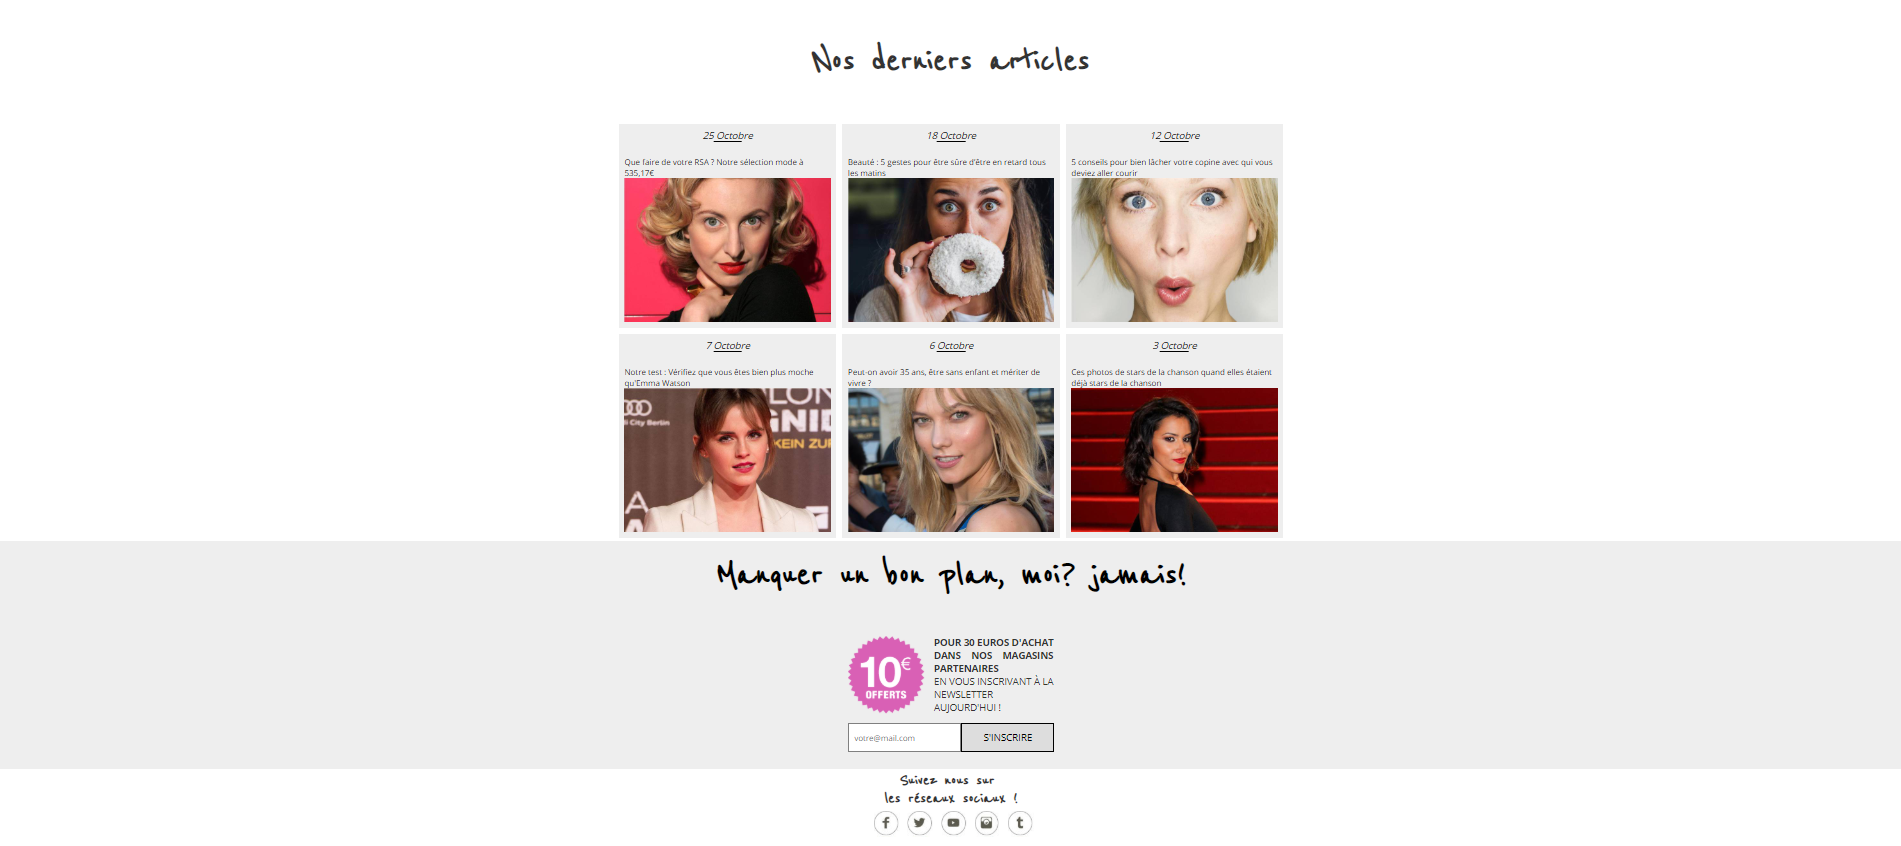 Nos derniers articles
25 Octobre
Que faire de votre RSA ? Notre sélection mode à
535,17€
18 Octobre
Beauté : 5 gestes pour être sûre d'être en retard tous
les matins
12 Octobre
5 conseils pour bien lâcher votre copine avec qui vous
deviez aller courir
7 Octobre
Notre test : Vérifiez que vous êtes bien plus moche
qu'Emma Watson
LON
GNID
KEIN ZUR
City Berlin
6 Octobre
Peut-on avoir 35 ans, être sans enfant et mériter de
vivre ?
3 Octobre
Ces photos de stars de la chanson quand elles étaient
déjà stars de la chanson
Manquer un bon plan, moi? jamais!
10€
OFFERTS
POUR 30 EUROS D'ACHAT
DANS NOS MAGASINS
PARTENAIRES
EN VOUS INSCRIVANT À LA
NEWSLETTER
AUJOURD'HUI !
votre@mail.com
S'INSCRIRE
Suivez nous sur
les réseaux sociaux !